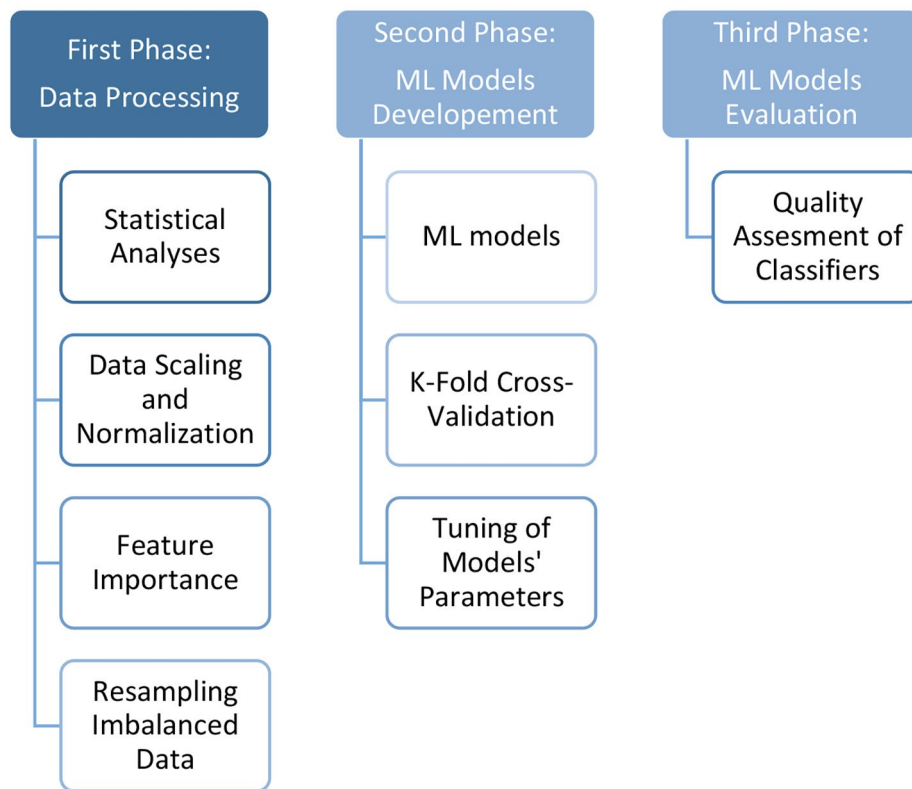 First Phase:
Data Processing
Statistical
Analyses
Data Scaling
and
Normalization
Feature
Importance
Resampling
Imbalanced
Data
Second Phase:
ML Models
Developement
ML models
K-Fold Cross-
Validation
Tuning of
Models'
Parameters
Third Phase:
ML Models
Evaluation
Quality
Assesment of
Classifiers